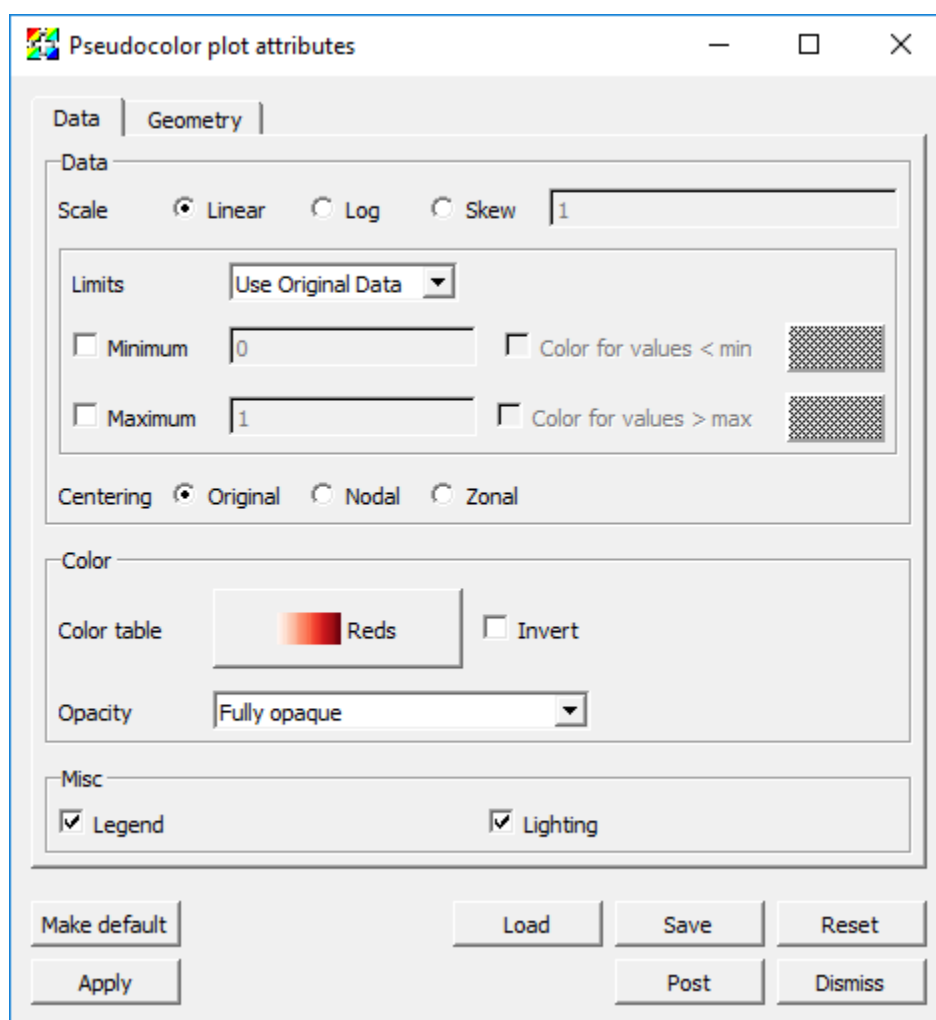 Pseudocolor plot attributes
Data Geometry
Data
Scale Linear Log Skew 1
Limits Use Original Data
Minimum 0 Color for values < min
Maximum 1 Color for values > max
Centering Original Nodal Zonal
Color
Color table Reds Invert
Opacity Fully opaque
Misc
Legend Lighting
Make default Load Save Reset
Apply Post Dismiss